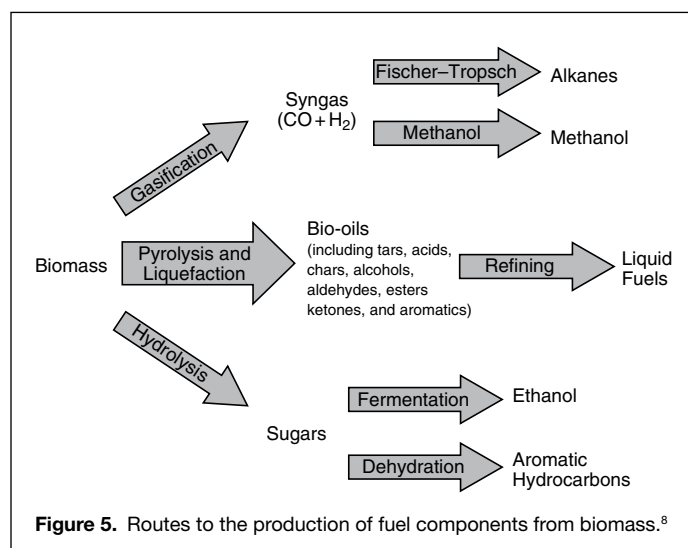 Fischer–Tropsch
Alkanes
Syngas
(CO + H₂)
Methanol
Methanol
Gasification
Biomass
Pyrolysis and
Liquefaction
Bio-oils
(including tars, acids,
chars, alcohols,
aldehydes, esters
ketones, and aromatics)
Refining
Liquid
Fuels
Hydrolysis
Sugars
Fermentation
Ethanol
Dehydration
Aromatic
Hydrocarbons
Figure 5. Routes to the production of fuel components from biomass.⁸